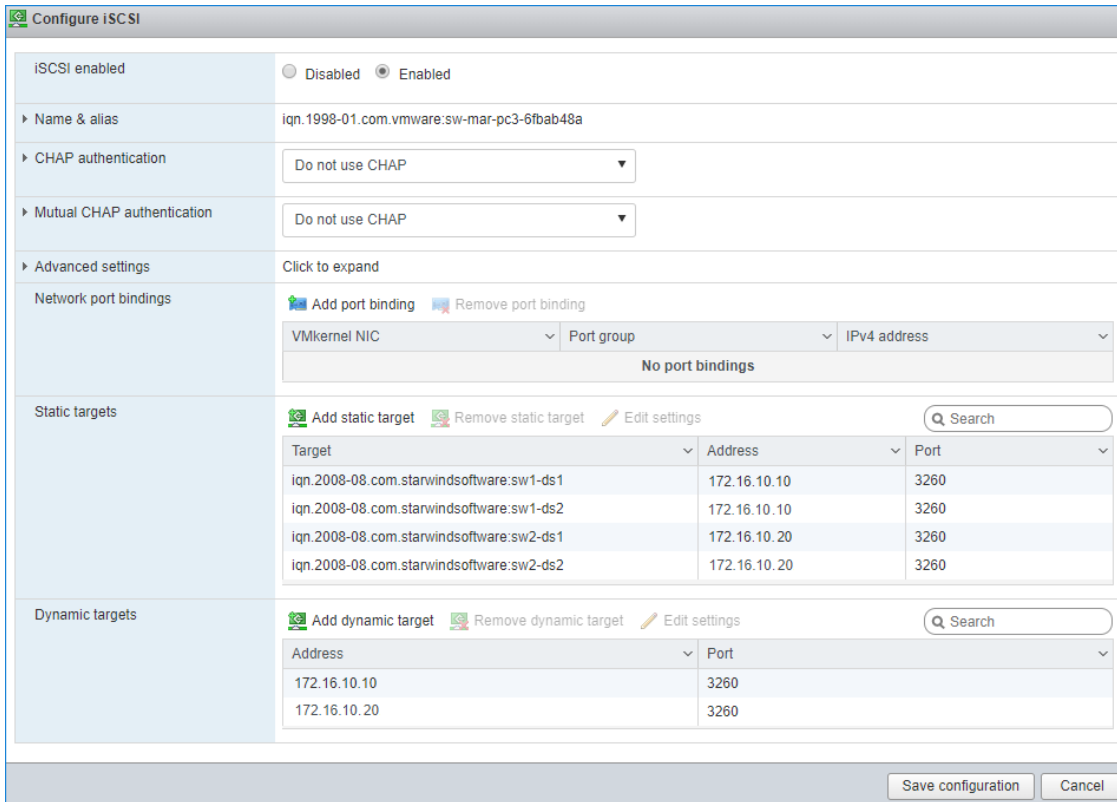 Configure iSCSI
iSCSI enabled Disabled Enabled
Name & alias iqn.1998-01.com.vmware:sw-mar-pc3-6fbab48a
CHAP authentication Do not use CHAP
Mutual CHAP authentication Do not use CHAP
Advanced settings Click to expand
Network port bindings Add port binding Remove port binding
VMkernel NIC Port group IPv4 address
No port bindings
Static targets Add static target Remove static target Edit settings Search
Target Address Port
iqn.2008-08.com.starwindsoftware:sw1-ds1 172.16.10.10 3260
iqn.2008-08.com.starwindsoftware:sw1-ds2 172.16.10.10 3260
iqn.2008-08.com.starwindsoftware:sw2-ds1 172.16.10.20 3260
iqn.2008-08.com.starwindsoftware:sw2-ds2 172.16.10.20 3260
Dynamic targets Add dynamic target Remove dynamic target Edit settings Search
Address Port
172.16.10.10 3260
172.16.10.20 3260
Save configuration Cancel